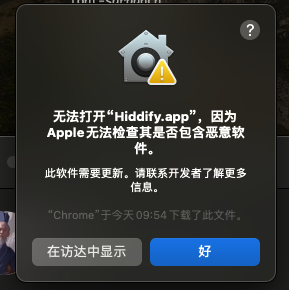 ?
无法打开“Hiddify.app”，因为
Apple无法检查其是否包含恶意软
件。
此软件需要更新。请联系开发者了解更多
信息。
“Chrome”于今天 09:54 下载了此文件。
在访达中显示
好